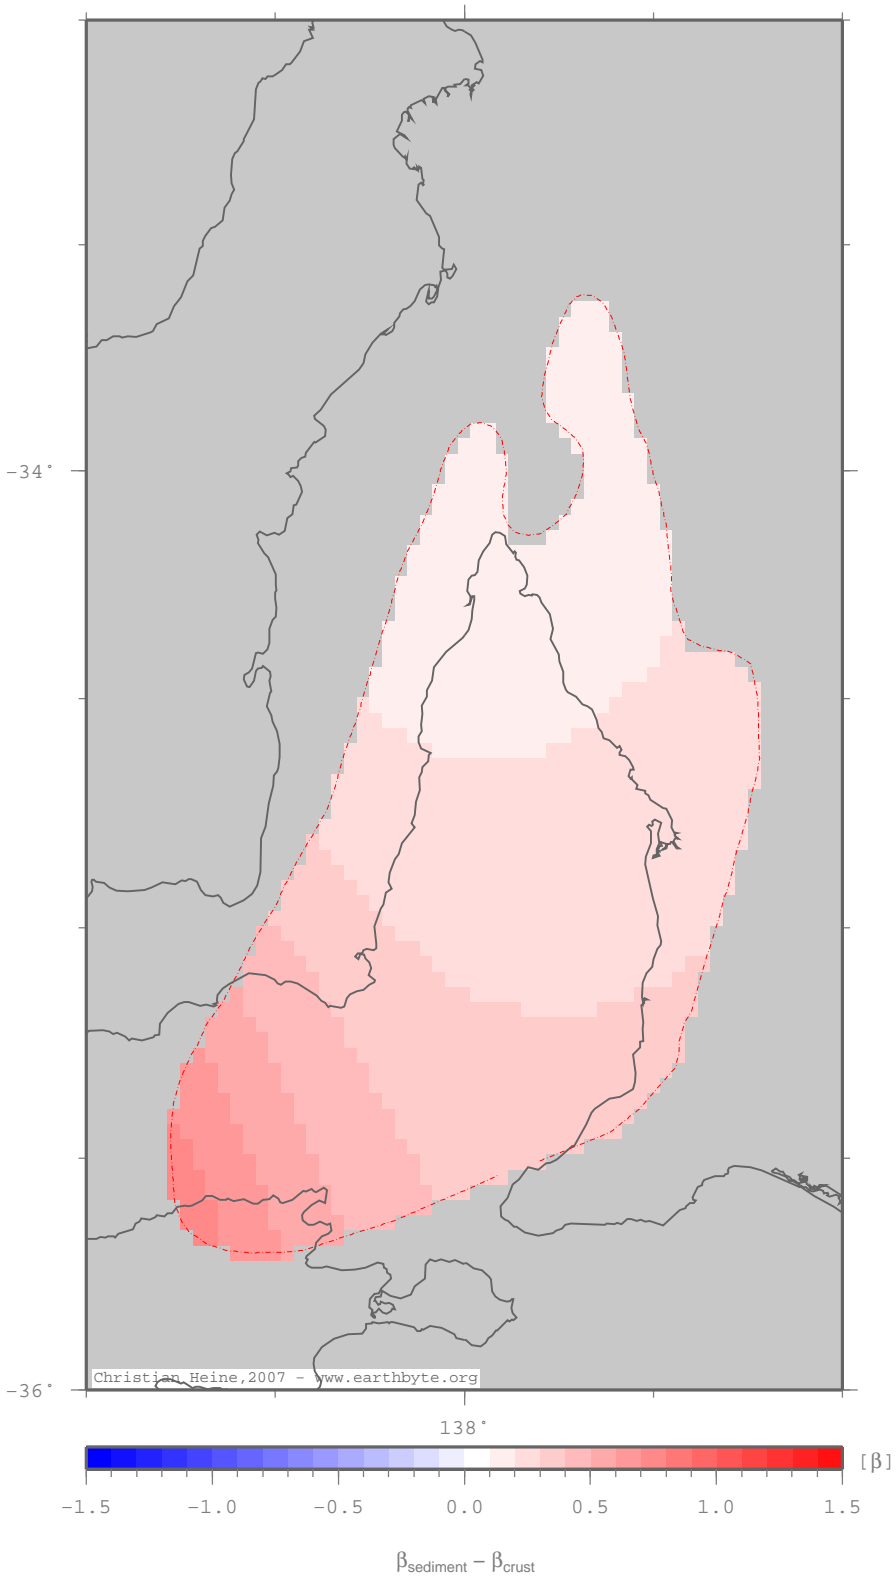 -34°
-36°
Christian Heine,2007 - www.earthbyte.org
138°
[β]
-1.5 -1.0 -0.5 0.0 0.5 1.0 1.5
βsediment – βcrust